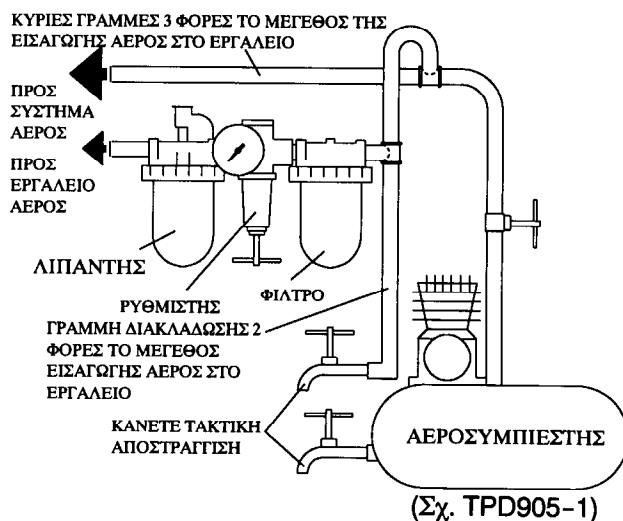 ΚΥΡΙΕΣ ΓΡΑΜΜΕΣ 3 ΦΟΡΕΣ ΤΟ ΜΕΓΕΘΟΣ ΤΗΣ
ΕΙΣΑΓΩΓΗΣ ΑΕΡΟΣ ΣΤΟ ΕΡΓΑΛΕΙΟ
ΠΡΟΣ
ΣΥΣΤΗΜΑ
ΑΕΡΟΣ
ΠΡΟΣ
ΕΡΓΑΛΕΙΟ
ΑΕΡΟΣ
ΛΙΠΑΝΤΗΣ
ΡΥΘΜΙΣΤΗΣ
ΦΙΛΤΡΟ
ΓΡΑΜΜΗ ΔΙΑΚΛΑΔΩΣΗΣ 2
ΦΟΡΕΣ ΤΟ ΜΕΓΕΘΟΣ
ΕΙΣΑΓΩΓΗΣ ΑΕΡΟΣ ΣΤΟ
ΕΡΓΑΛΕΙΟ
ΚΑΝΕΤΕ ΤΑΚΤΙΚΗ
ΑΠΟΣΤΡΑΓΓΙΣΗ
ΑΕΡΟΣΥΜΠΙΕΣΤΗΣ
(Σχ. TPD905-1)